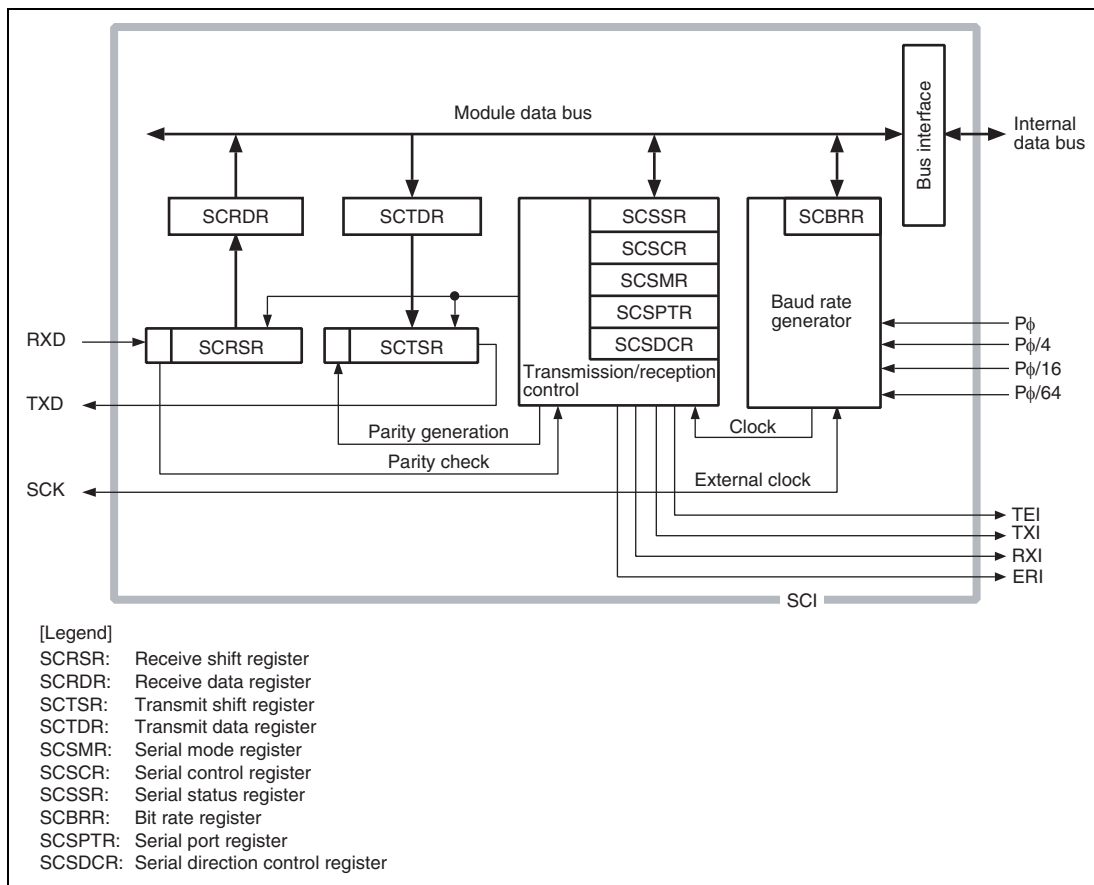 Module data bus
Bus interface
Internal
data bus
SCRDR
SCTDR
SCSSR
SCBRR
SCSCR
SCSMR
Baud rate
generator
SCSPTR
Pϕ
RXD
SCRSR
SCTSR
SCSDCR
Pϕ/4
Transmission/reception
control
Pϕ/16
Pϕ/64
TXD
Parity generation
Clock
Parity check
SCK
External clock
TEI
TXI
RXI
ERI
SCI
[Legend]
SCRSR: Receive shift register
SCRDR: Receive data register
SCTSR: Transmit shift register
SCTDR: Transmit data register
SCSMR: Serial mode register
SCSCR: Serial control register
SCSSR: Serial status register
SCBRR: Bit rate register
SCSPTR: Serial port register
SCSDCR: Serial direction control register